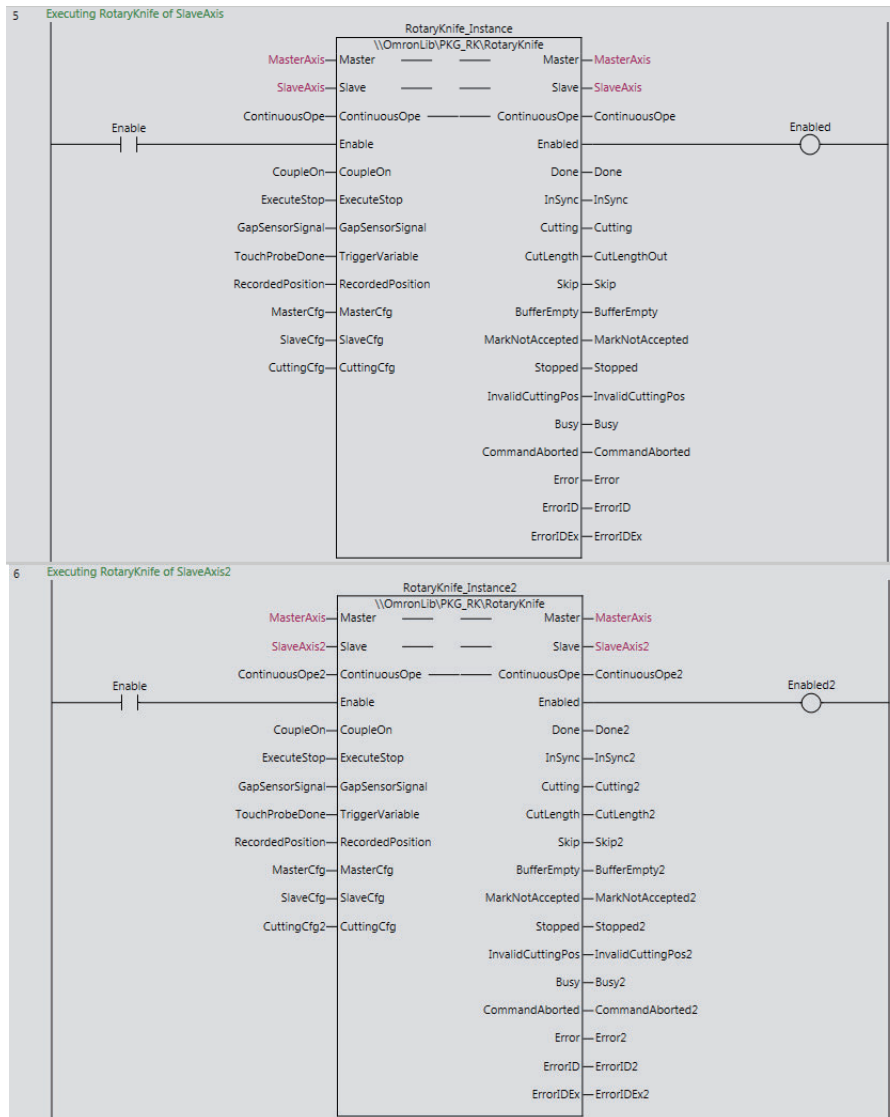 5 Executing RotaryKnife of SlaveAxis
RotaryKnife_Instance
\\OmronLib\PKG_RK\RotaryKnife
MasterAxis Master Master MasterAxis
SlaveAxis Slave Slave SlaveAxis
ContinuousOpe ContinuousOpe ContinuousOpe ContinuousOpe
Enable Enable Enabled Enabled
CoupleOn CoupleOn Done Done
ExecuteStop ExecuteStop InSync InSync
GapSensorSignal GapSensorSignal Cutting Cutting
TouchProbeDone TriggerVariable CutLength CutLengthOut
RecordedPosition RecordedPosition Skip Skip
MasterCfg MasterCfg BufferEmpty BufferEmpty
SlaveCfg SlaveCfg MarkNotAccepted MarkNotAccepted
CuttingCfg CuttingCfg Stopped Stopped
InvalidCuttingPos InvalidCuttingPos
Busy Busy
CommandAborted CommandAborted
Error Error
ErrorID ErrorID
ErrorIDEx ErrorIDEx
6 Executing RotaryKnife of SlaveAxis2
RotaryKnife_Instance2
\\OmronLib\PKG_RK\RotaryKnife
MasterAxis Master Master MasterAxis
SlaveAxis2 Slave Slave SlaveAxis2
ContinuousOpe2 ContinuousOpe ContinuousOpe ContinuousOpe2
Enable Enable Enabled Enabled2
CoupleOn CoupleOn Done Done2
ExecuteStop ExecuteStop InSync InSync2
GapSensorSignal GapSensorSignal Cutting Cutting2
TouchProbeDone TriggerVariable CutLength CutLength2
RecordedPosition RecordedPosition Skip Skip2
MasterCfg MasterCfg BufferEmpty BufferEmpty2
SlaveCfg SlaveCfg MarkNotAccepted MarkNotAccepted2
CuttingCfg2 CuttingCfg Stopped Stopped2
InvalidCuttingPos InvalidCuttingPos2
Busy Busy2
CommandAborted CommandAborted2
Error Error2
ErrorID ErrorID2
ErrorIDEx ErrorIDEx2